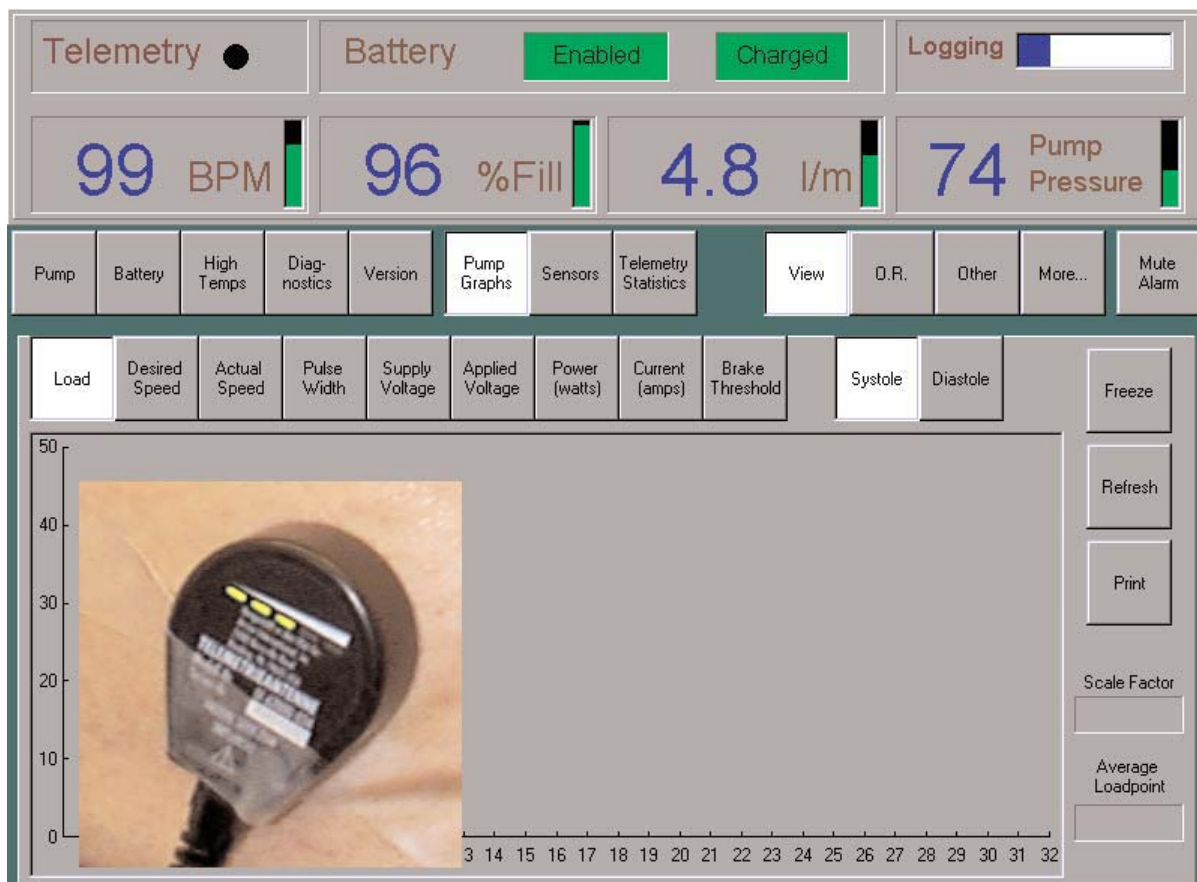 Telemetry
Battery
Enabled
Charged
Logging
99 BPM
96 %Fill
4.8 l/m
74 Pump
Pressure
Pump
Battery
High
Temps
Diag-
nostics
Version
Pump
Graphs
Sensors
Telemetry
Statistics
View
O.R.
Other
More...
Mute
Alarm
Load
Desired
Speed
Actual
Speed
Pulse
Width
Supply
Voltage
Applied
Voltage
Power
(watts)
Current
(amps)
Brake
Threshold
Systole
Diastole
Freeze
Refresh
Print
Scale Factor
Average
Loadpoint
50
40
30
20
10
0
3 14 15 16 17 18 19 20 21 22 23 24 25 26 27 28 29 30 31 32